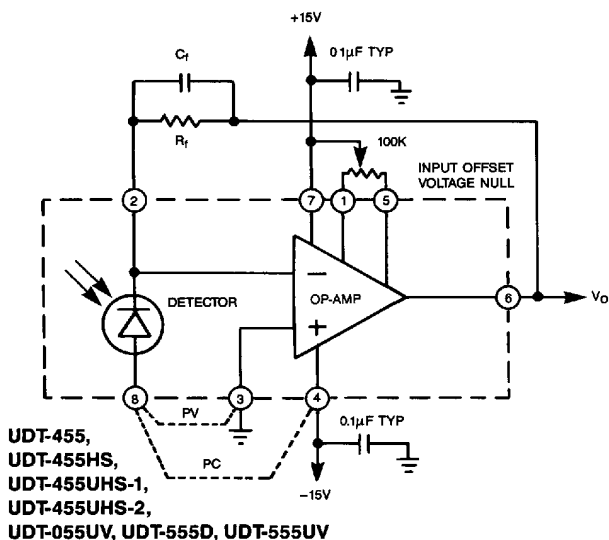 +15V
Cf
0.1µF TYP
Rf
100K
INPUT OFFSET
VOLTAGE NULL
2
7
1
5
−
OP-AMP
+
DETECTOR
6
VO
8
3
4
PV
PC
0.1µF TYP
−15V
UDT-455,
UDT-455HS,
UDT-455UHS-1,
UDT-455UHS-2,
UDT-055UV, UDT-555D, UDT-555UV